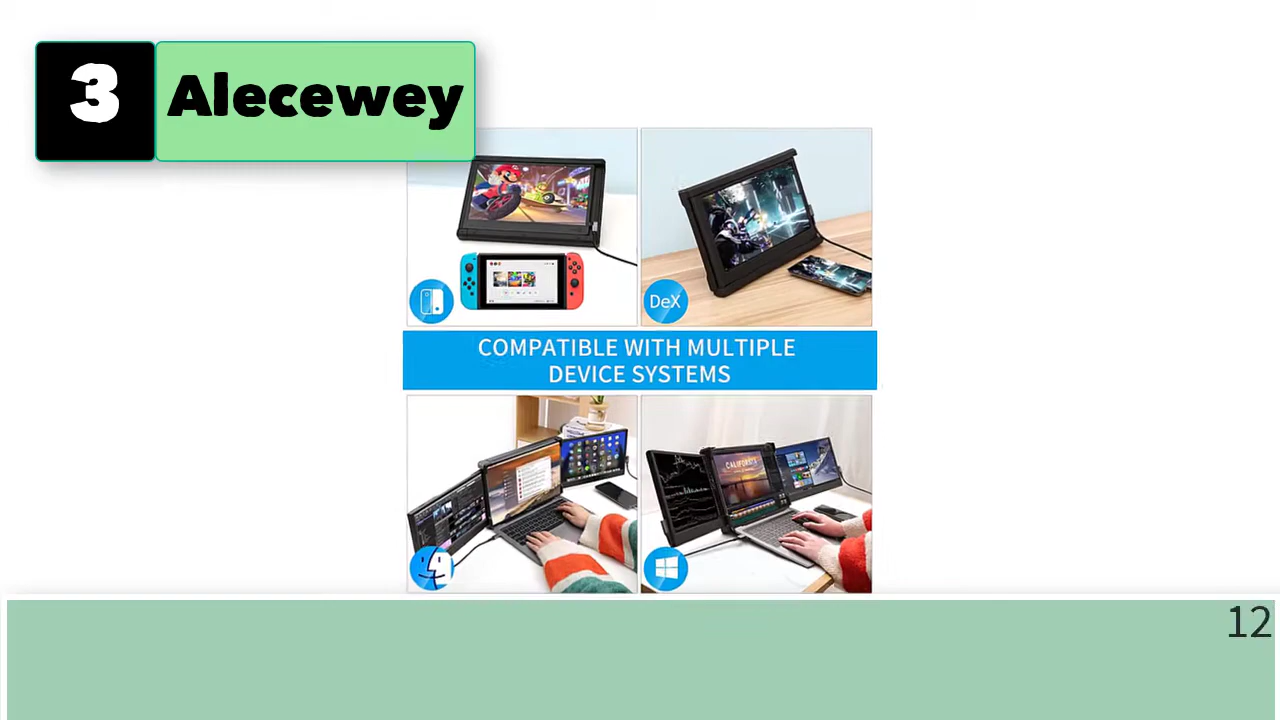 3
Alecewey
DeX
COMPATIBLE WITH MULTIPLE
DEVICE SYSTEMS
CALIFORNIA
12